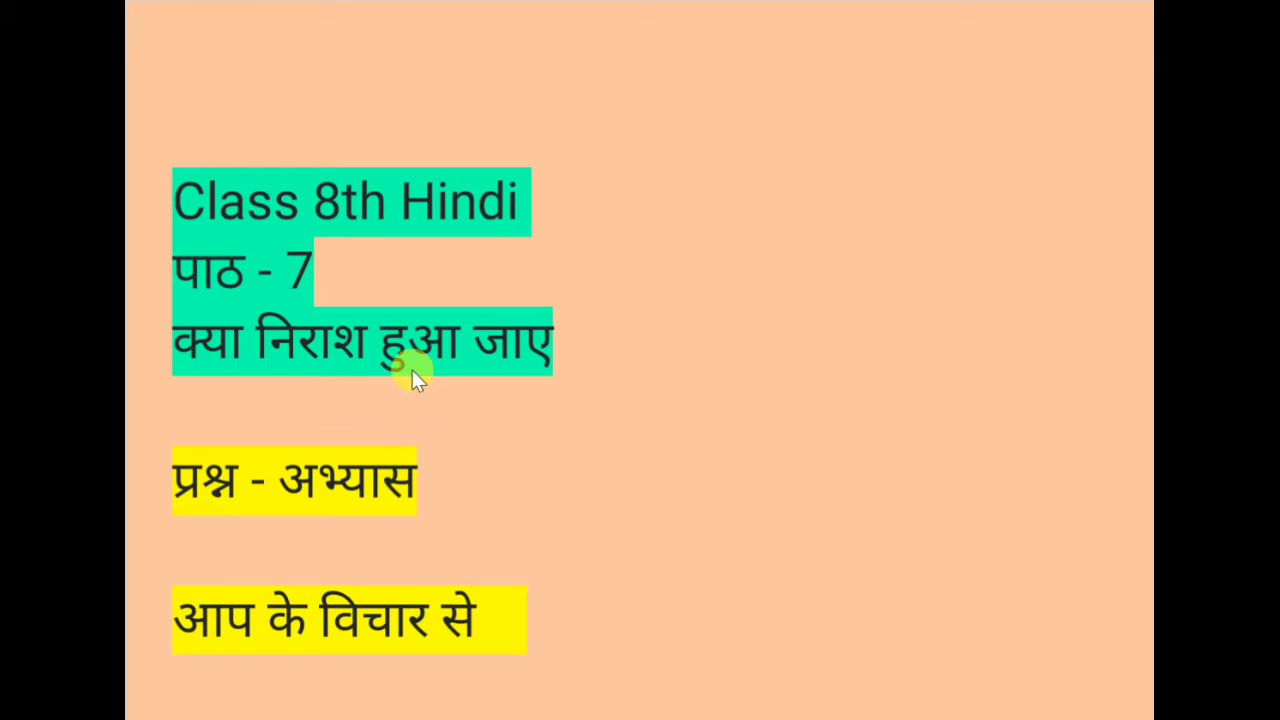 Class 8th Hindi
पाठ - 7
क्या निराश हुआ जाए
प्रश्न - अभ्यास
आप के विचार से